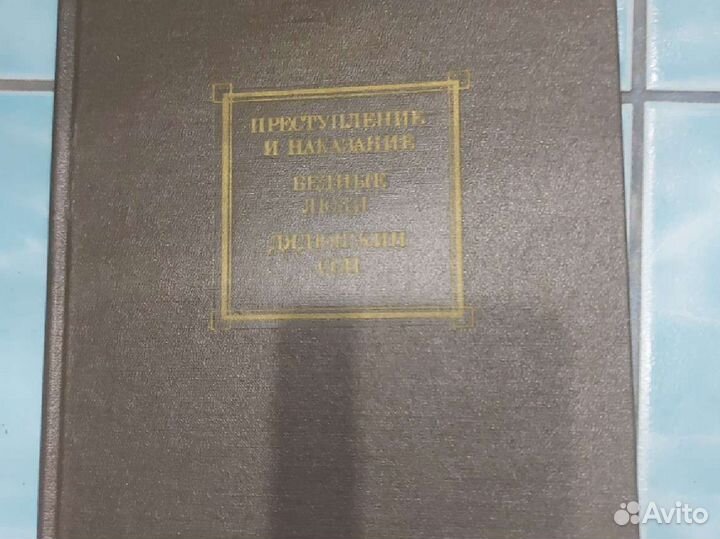 ПРЕСТУПЛЕНИЕ
И НАКАЗАНИЕ
БЕДНЫЕ
ЛЮДИ
ДЯДЮШКИН
СОН
Avito